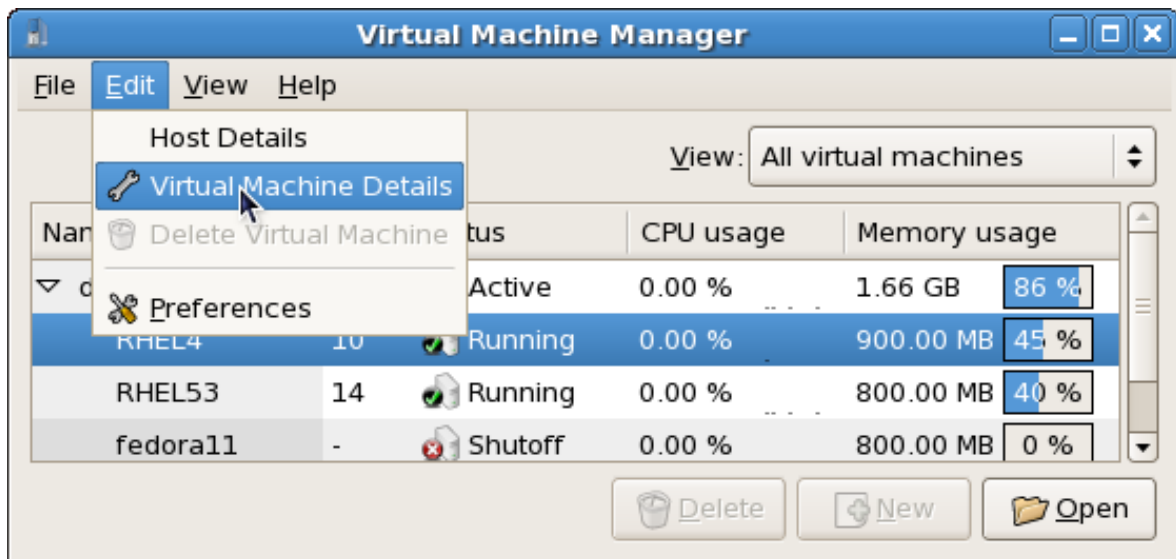 Virtual Machine Manager
File Edit View Help
Host Details
View: All virtual machines
Virtual Machine Details
Delete Virtual Machine
CPU usage Memory usage
Active 0.00 % 1.66 GB 86 %
Preferences
RHEL4 10 Running 0.00 % 900.00 MB 45 %
RHEL53 14 Running 0.00 % 800.00 MB 40 %
fedora11 - Shutoff 0.00 % 800.00 MB 0 %
Delete New Open